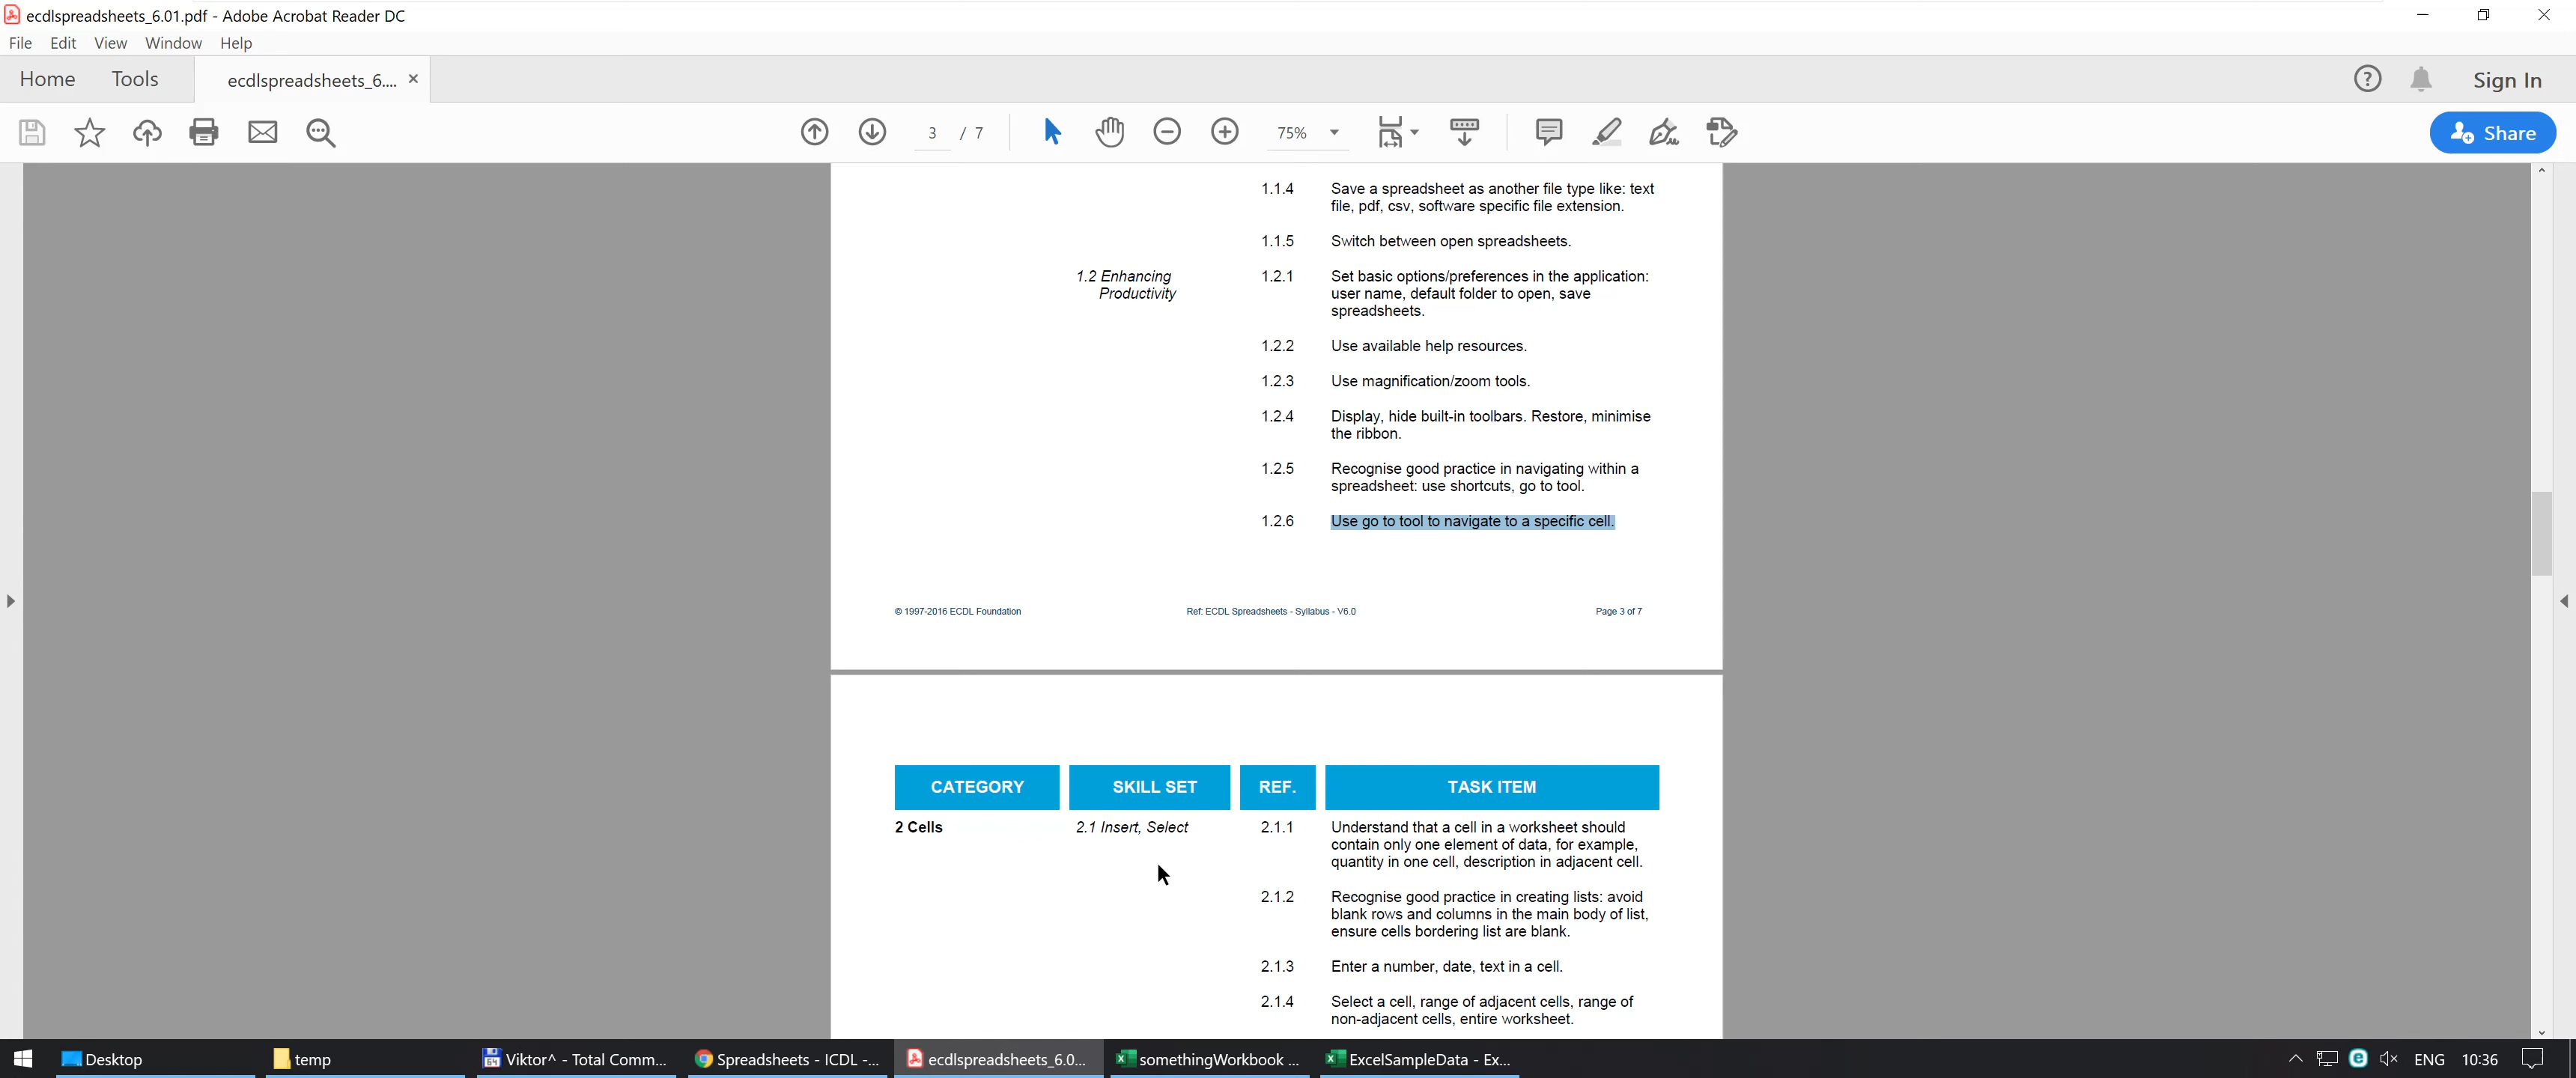 ecdlspreadsheets_6.01.pdf - Adobe Acrobat Reader DC
File Edit View Window Help
Home Tools ecdlspreadsheets_6.... × Sign In
3 / 7 75% Share
1.1.4 Save a spreadsheet as another file type like: text
file, pdf, csv, software specific file extension.
1.1.5 Switch between open spreadsheets.
1.2 Enhancing 1.2.1 Set basic options/preferences in the application:
Productivity user name, default folder to open, save
spreadsheets.
1.2.2 Use available help resources.
1.2.3 Use magnification/zoom tools.
1.2.4 Display, hide built-in toolbars. Restore, minimise
the ribbon.
1.2.5 Recognise good practice in navigating within a
spreadsheet: use shortcuts, go to tool.
1.2.6 Use go to tool to navigate to a specific cell.
© 1997-2016 ECDL Foundation Ref: ECDL Spreadsheets - Syllabus - V6.0 Page 3 of 7
CATEGORY SKILL SET REF. TASK ITEM
2 Cells 2.1 Insert, Select 2.1.1 Understand that a cell in a worksheet should
contain only one element of data, for example,
quantity in one cell, description in adjacent cell.
2.1.2 Recognise good practice in creating lists: avoid
blank rows and columns in the main body of list,
ensure cells bordering list are blank.
2.1.3 Enter a number, date, text in a cell.
2.1.4 Select a cell, range of adjacent cells, range of
non-adjacent cells, entire worksheet.
Desktop temp Viktor^ - Total Comm... Spreadsheets - ICDL -... ecdlspreadsheets_6.0... somethingWorkbook ... ExcelSampleData - Ex... ENG 10:36